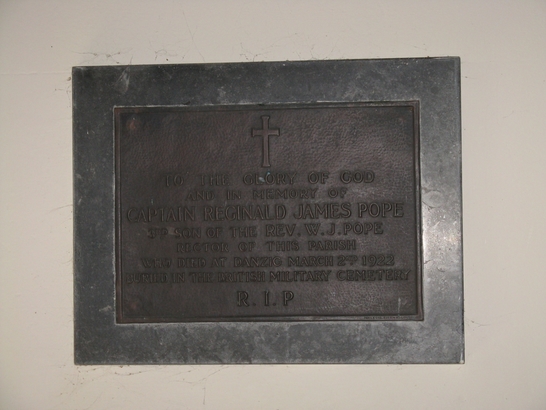 TO THE GLORY OF GOD
AND IN MEMORY OF
CAPTAIN REGINALD JAMES POPE
3RD SON OF THE REV. W. J. POPE
RECTOR OF THIS PARISH
WHO DIED AT DANZIG MARCH 2ND 1922
BURIED IN THE BRITISH MILITARY CEMETERY
R. I. P